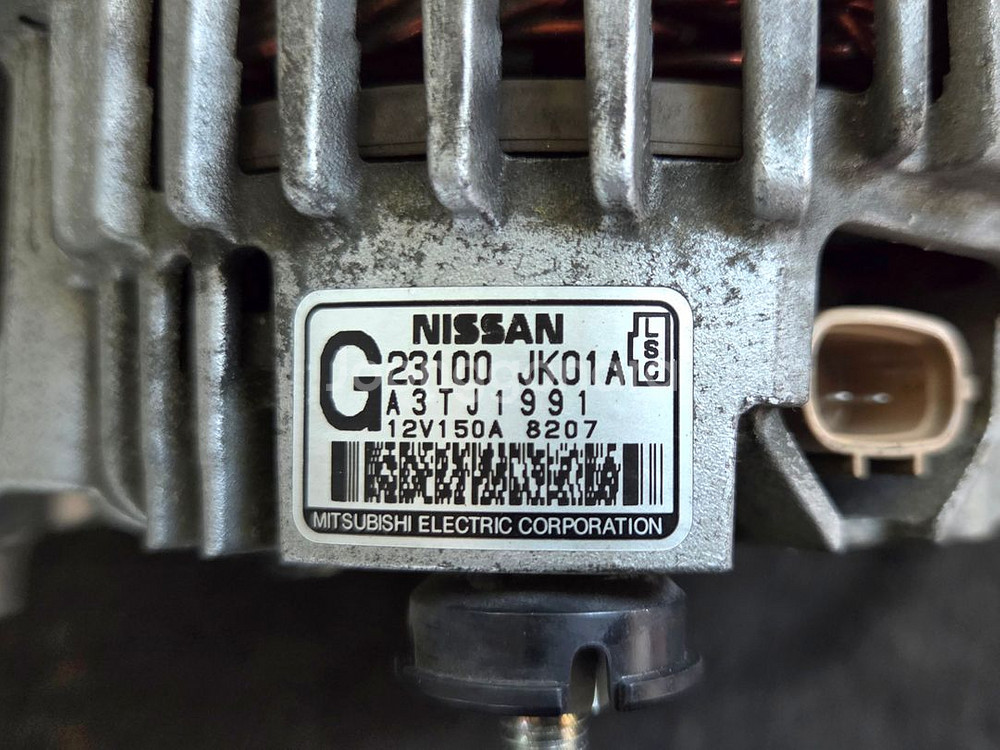 NISSAN
G 23100 JK01A LSC
A3TJ1991
12V150A 8207
MITSUBISHI ELECTRIC CORPORATION